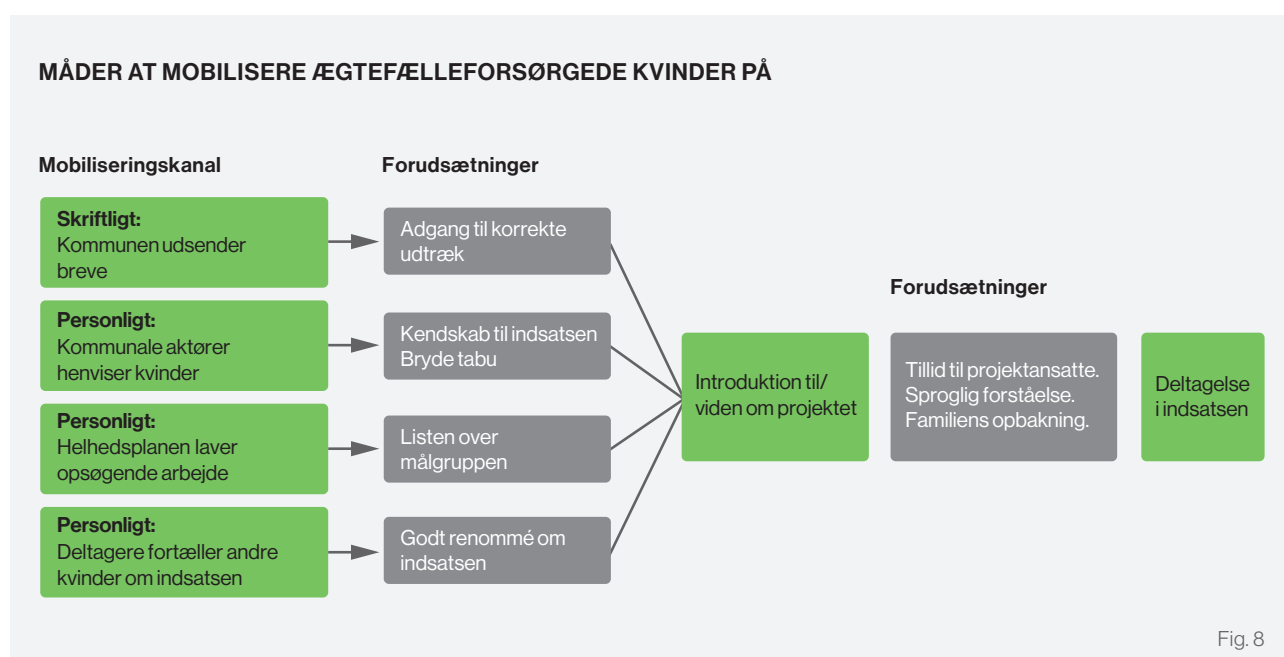 MÅDER AT MOBILISERE ÆGTEFÆLLEFORSØRGEDE KVINDER PÅ
Mobiliseringskanal
Forudsætninger
Skriftligt:
Kommunen udsender
breve
Adgang til korrekte
udtræk
Personligt:
Kommunale aktører
henviser kvinder
Kendskab til indsatsen
Bryde tabu
Personligt:
Helhedsplanen laver
opsøgende arbejde
Listen over
målgruppen
Personligt:
Deltagere fortæller andre
kvinder om indsatsen
Godt renommé om
indsatsen
Introduktion til/
viden om projektet
Forudsætninger
Tillid til projektansatte.
Sproglig forståelse.
Familiens opbakning.
Deltagelse
i indsatsen
Fig. 8